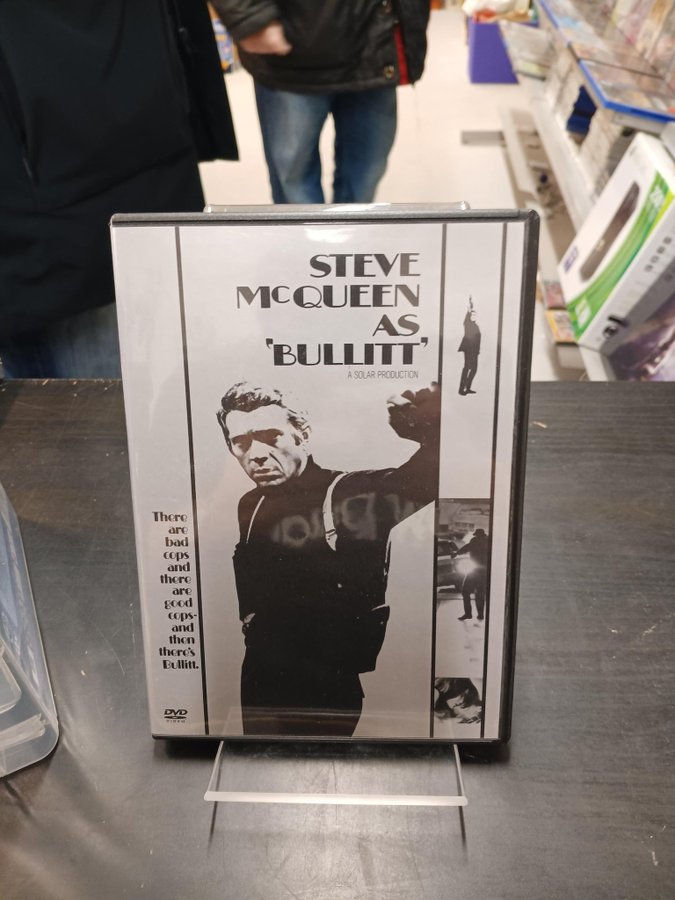 STEVE
McQUEEN
AS
'BULLITT'
A SOLAR PRODUCTION
There
are
bad
cops
and
there
are
good
cops-
and
then
there's
Bullitt.
DVD
VIDEO